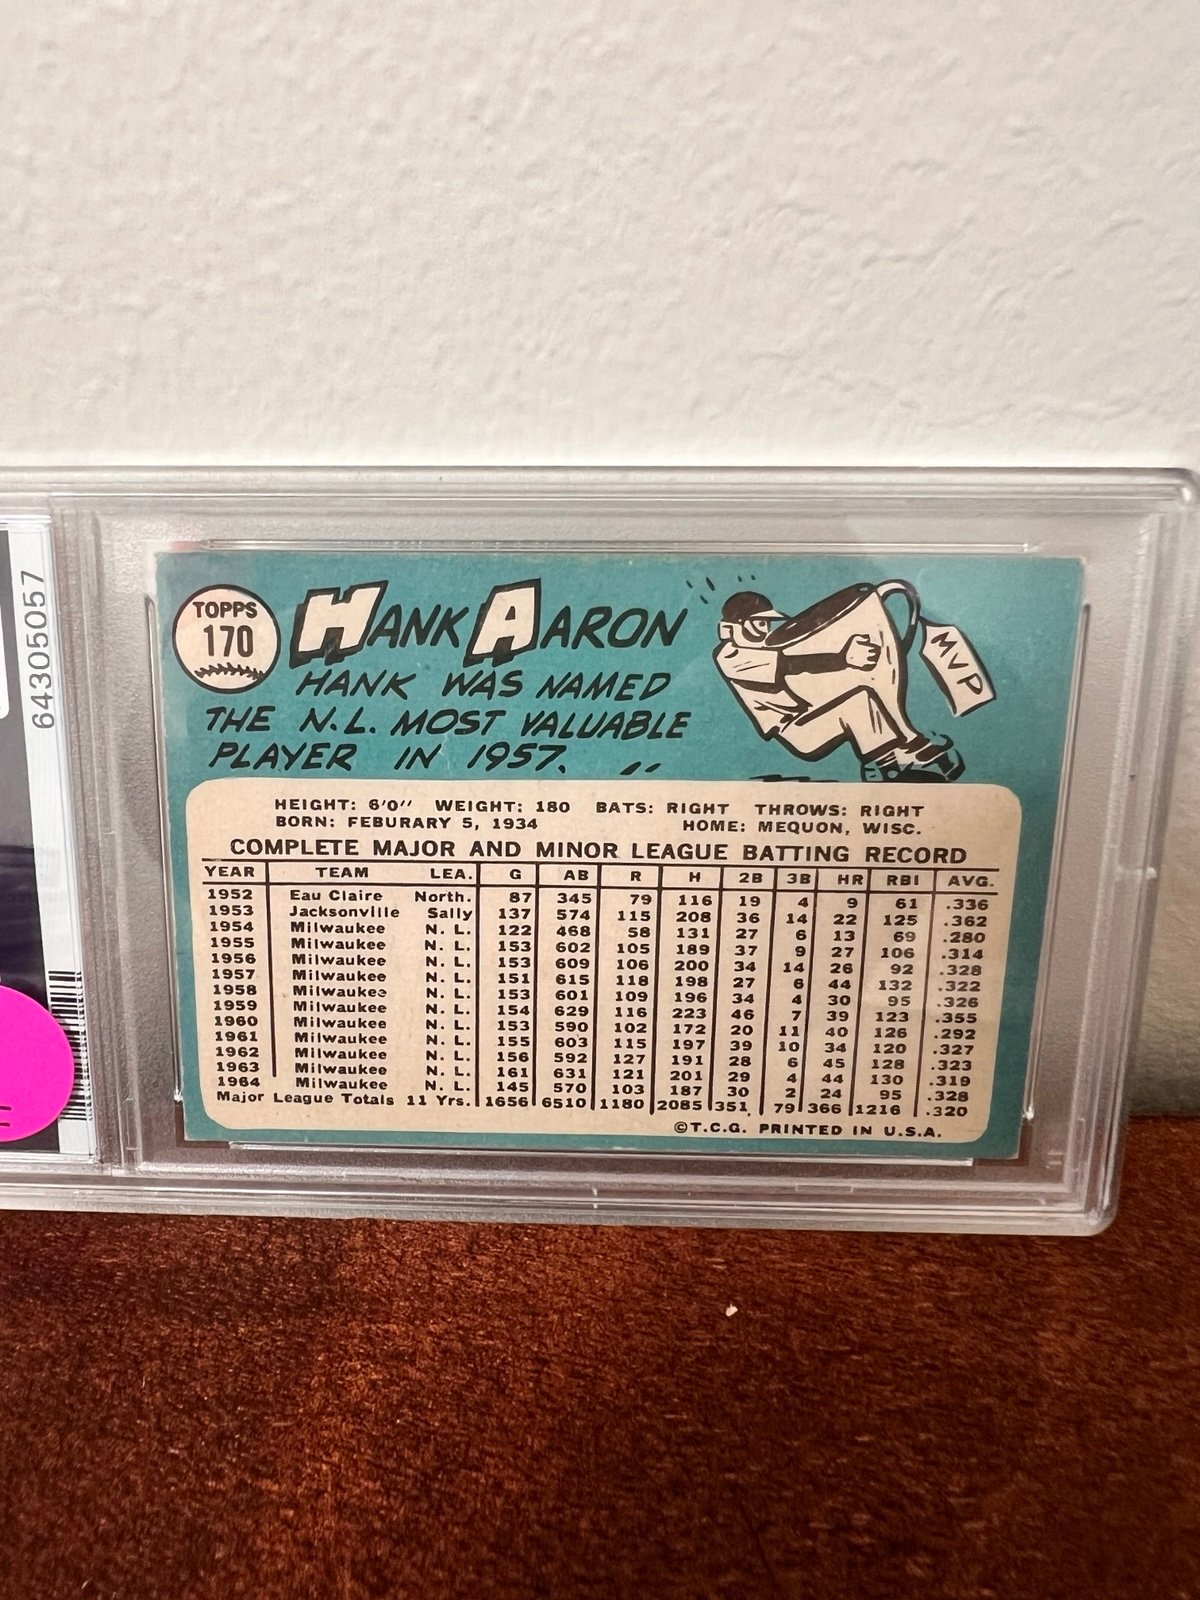 64305057
TOPPS
170
HANK AARON
HANK WAS NAMED
THE N.L. MOST VALUABLE
PLAYER IN 1957.
MVP
HEIGHT: 6'0" WEIGHT: 180 BATS: RIGHT THROWS: RIGHT
BORN: FEBURARY 5, 1934 HOME: MEQUON, WISC.
COMPLETE MAJOR AND MINOR LEAGUE BATTING RECORD
YEAR TEAM LEA. G AB R H 2B 3B HR RBI AVG.
1952 Eau Claire North. 87 345 79 116 19 4 9 61 .336
1953 Jacksonville Sally 137 574 115 208 36 14 22 125 .362
1954 Milwaukee N. L. 122 468 58 131 27 6 13 69 .280
1955 Milwaukee N. L. 153 602 105 189 37 9 27 106 .314
1956 Milwaukee N. L. 153 609 106 200 34 14 26 92 .328
1957 Milwaukee N. L. 151 615 118 198 27 6 44 132 .322
1958 Milwaukee N. L. 153 601 109 196 34 4 30 95 .326
1959 Milwaukee N. L. 154 629 116 223 46 7 39 123 .355
1960 Milwaukee N. L. 153 590 102 172 20 11 40 126 .292
1961 Milwaukee N. L. 155 603 115 197 39 10 34 120 .327
1962 Milwaukee N. L. 156 592 127 191 28 6 45 128 .323
1963 Milwaukee N. L. 161 631 121 201 29 4 44 130 .319
1964 Milwaukee N. L. 145 570 103 187 30 2 24 95 .328
Major League Totals 11 Yrs. 1656 6510 1180 2085 351 79 366 1216 .320
©T.C.G. PRINTED IN U.S.A.